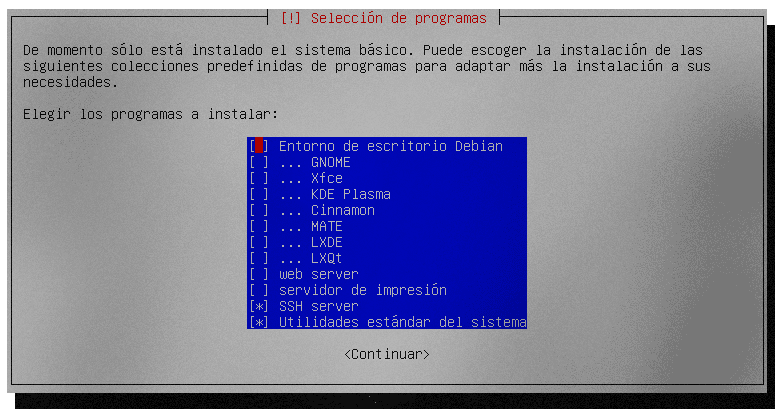 [!] Selección de programas
De momento sólo está instalado el sistema básico. Puede escoger la instalación de las
siguientes colecciones predefinidas de programas para adaptar más la instalación a sus
necesidades.
Elegir los programas a instalar:
[ ] Entorno de escritorio Debian
[ ] ... GNOME
[ ] ... Xfce
[ ] ... KDE Plasma
[ ] ... Cinnamon
[ ] ... MATE
[ ] ... LXDE
[ ] ... LXQt
[ ] web server
[ ] servidor de impresión
[*] SSH server
[*] Utilidades estándar del sistema
<Continuar>